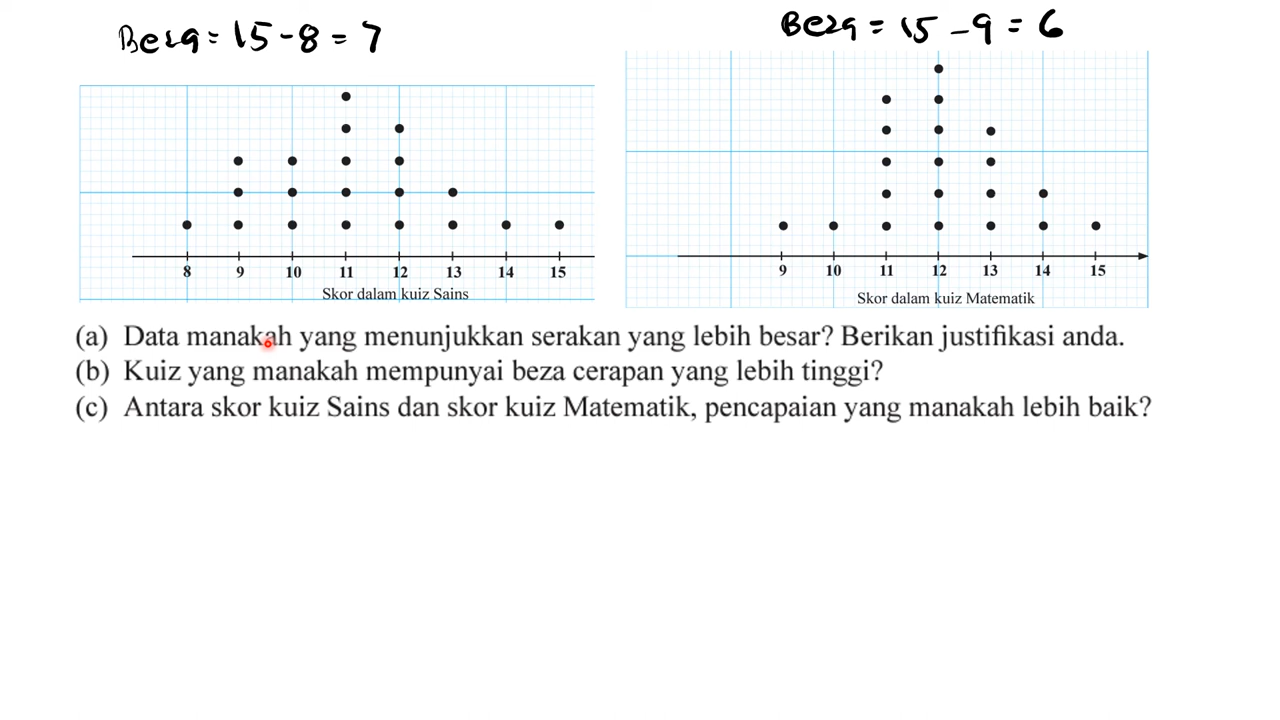 Beza = 15 - 8 = 7
Beza = 15 - 9 = 6
8 9 10 11 12 13 14 15
Skor dalam kuiz Sains
9 10 11 12 13 14 15
Skor dalam kuiz Matematik
(a) Data manakah yang menunjukkan serakan yang lebih besar? Berikan justifikasi anda.
(b) Kuiz yang manakah mempunyai beza cerapan yang lebih tinggi?
(c) Antara skor kuiz Sains dan skor kuiz Matematik, pencapaian yang manakah lebih baik?